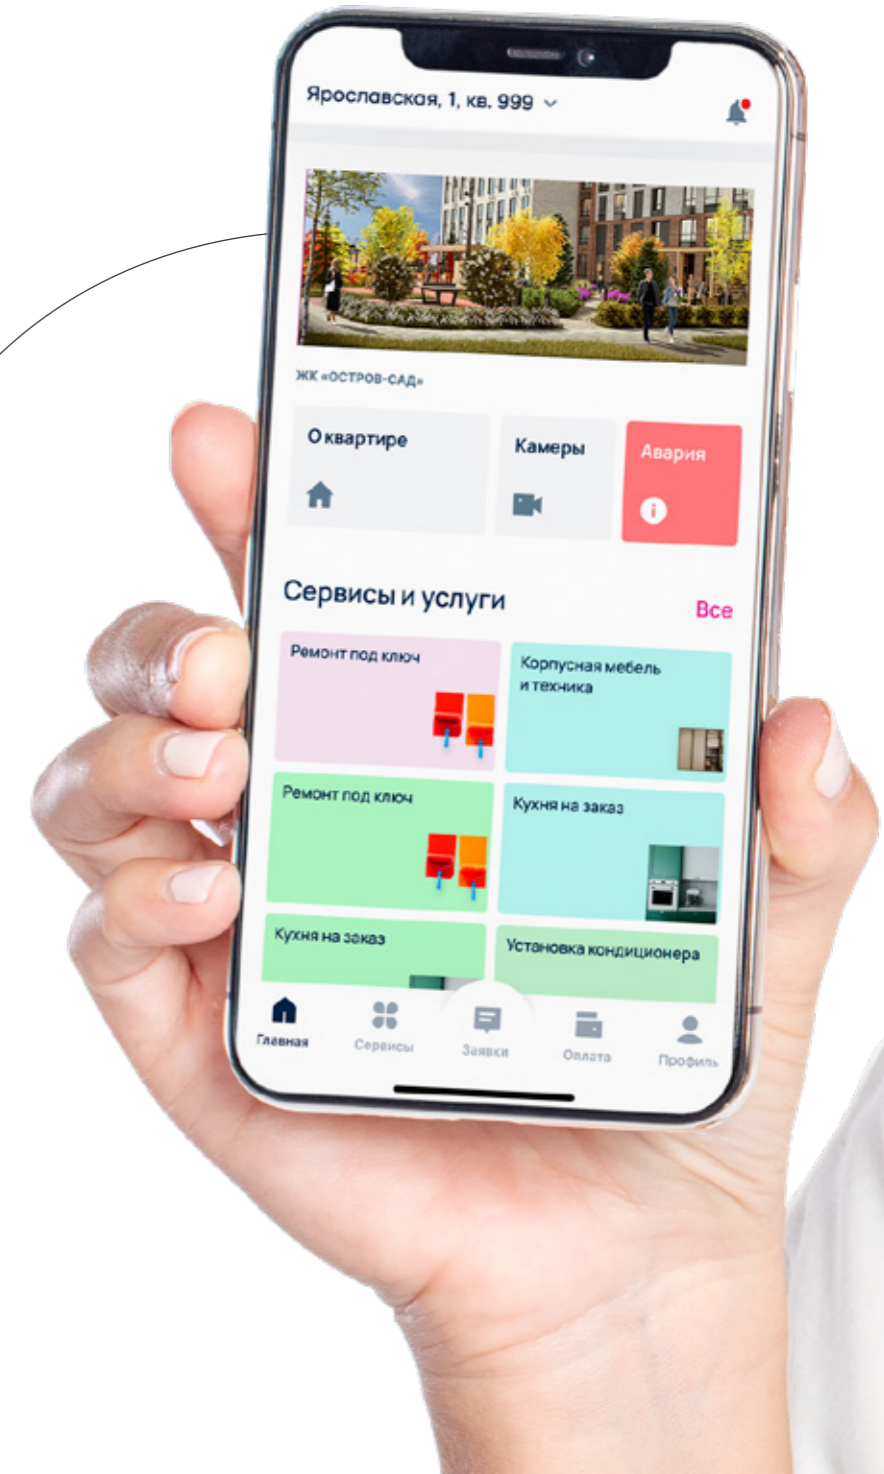 Ярославская, 1, кв. 999
ЖК «ОСТРОВ-САД»
О квартире
Камеры
Авария
Сервисы и услуги
Все
Ремонт под ключ
Корпусная мебель
и техника
Ремонт под ключ
Кухня на заказ
Кухня на заказ
Установка кондиционера
Главная
Сервисы
Заявки
Оплата
Профиль